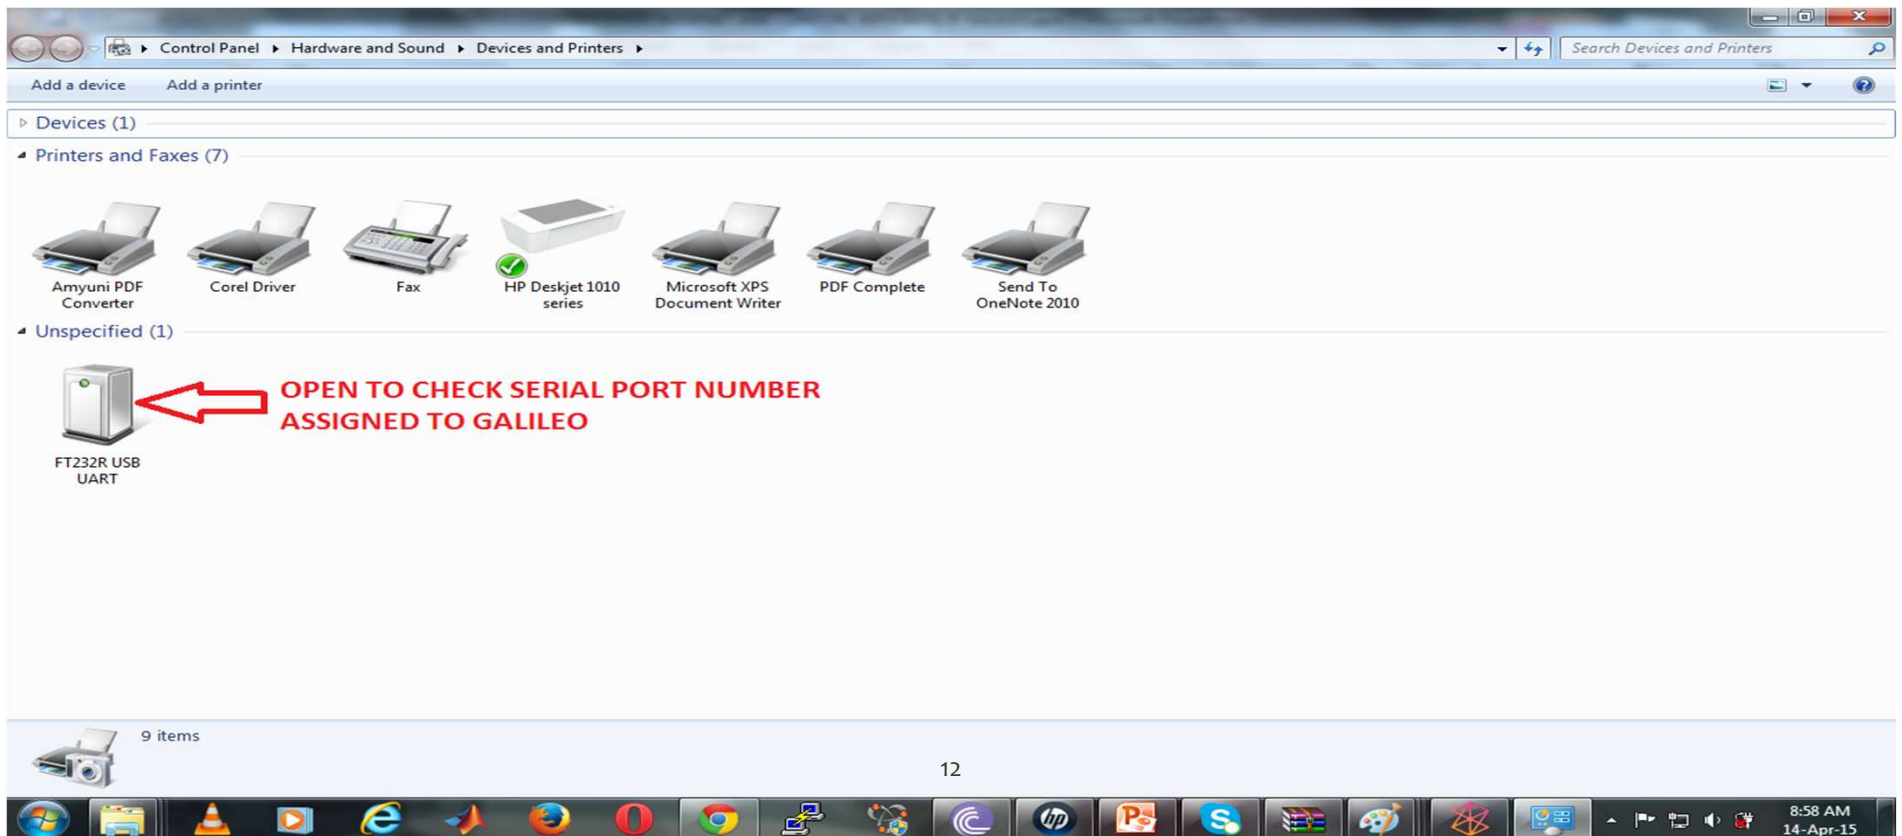 Control Panel Hardware and Sound Devices and Printers
Search Devices and Printers
Add a device Add a printer
Devices (1)
Printers and Faxes (7)
Amyuni PDF
Converter
Corel Driver
Fax
HP Deskjet 1010
series
Microsoft XPS
Document Writer
PDF Complete
Send To
OneNote 2010
Unspecified (1)
OPEN TO CHECK SERIAL PORT NUMBER
ASSIGNED TO GALILEO
FT232R USB
UART
9 items
12
8:58 AM
14-Apr-15